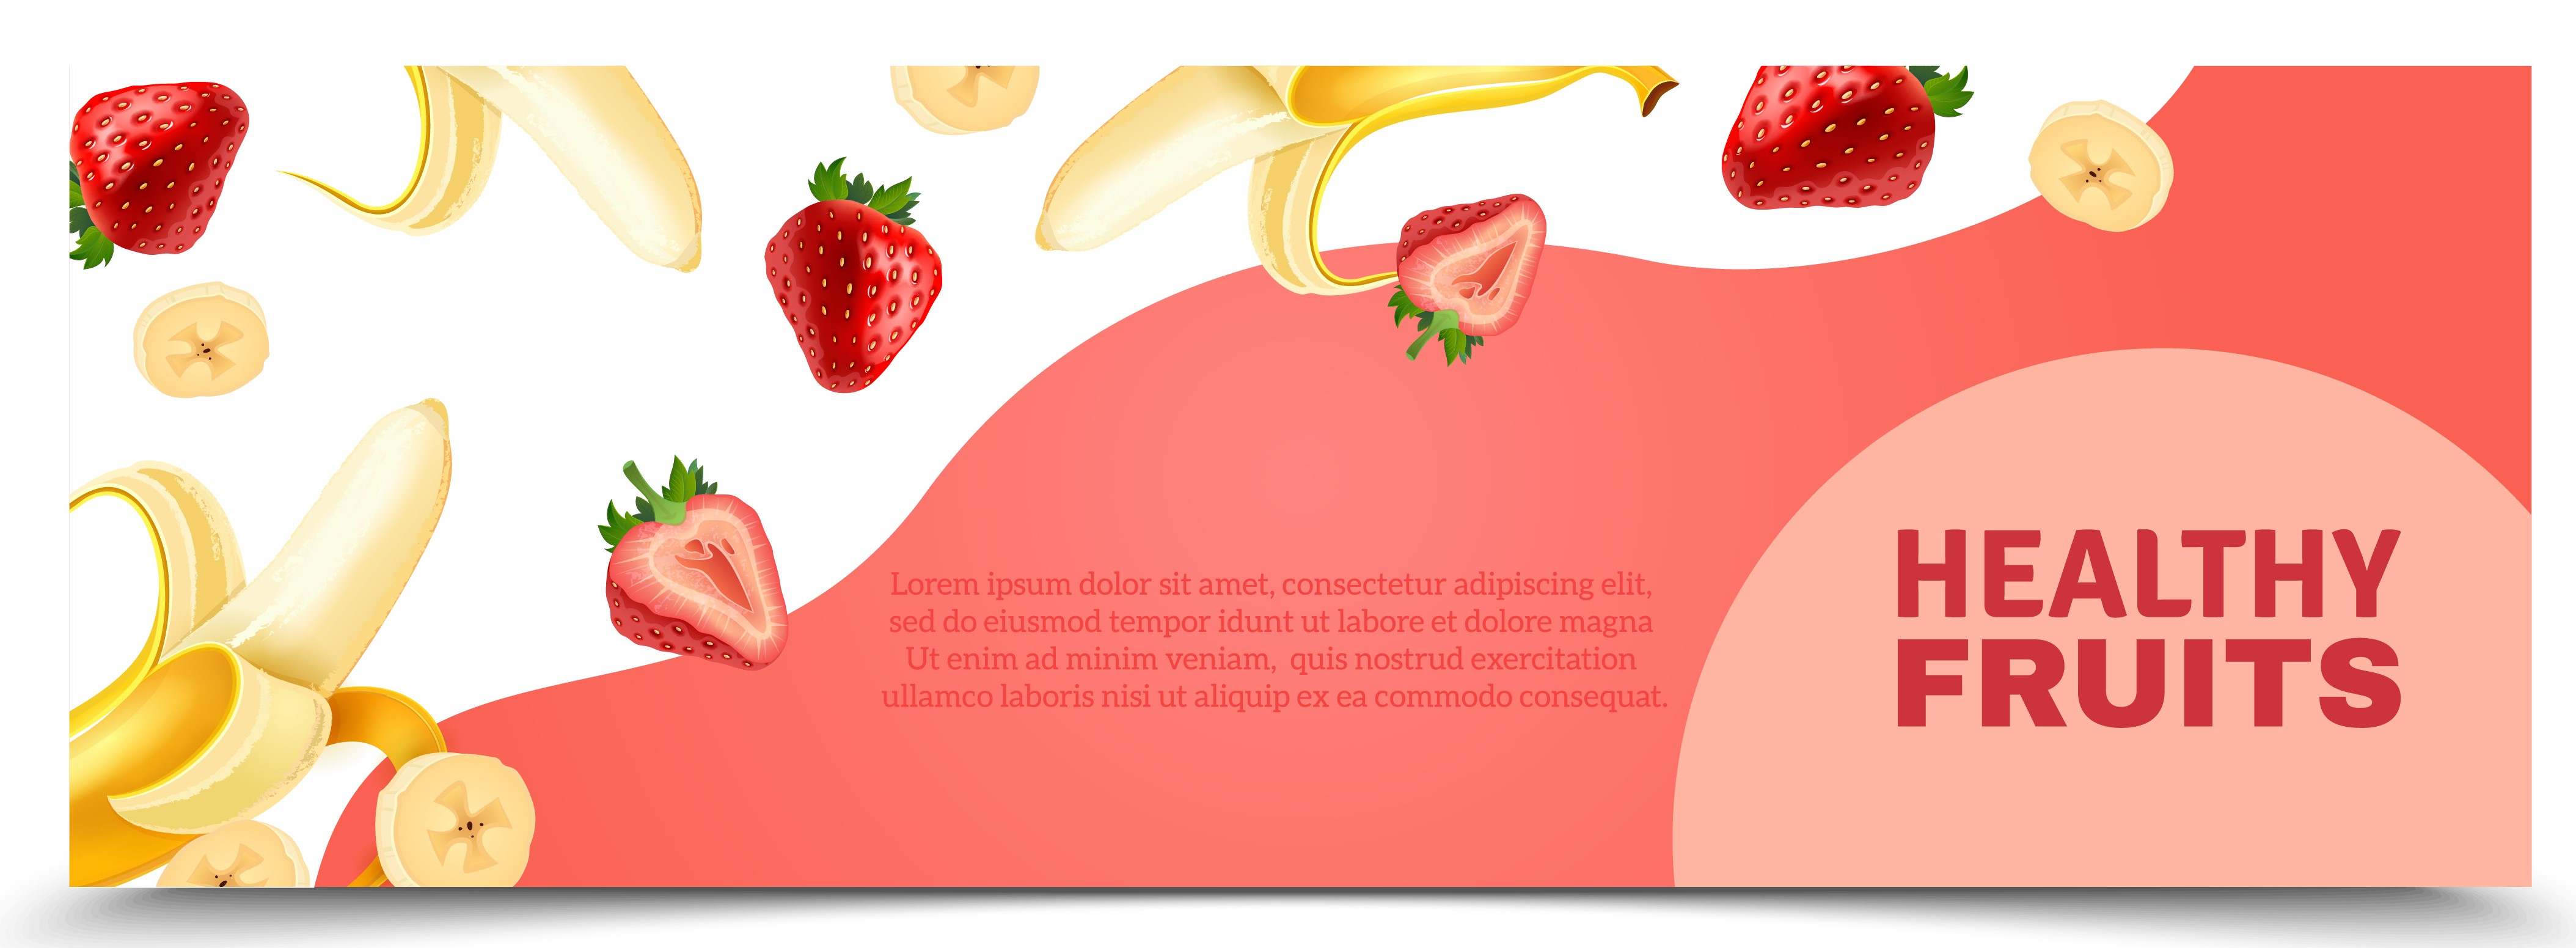 Lorem ipsum dolor sit amet, consectetur adipiscing elit,
sed do eiusmod tempor idunt ut labore et dolore magna
Ut enim ad minim veniam,  quis nostrud exercitation
ullamco laboris nisi ut aliquip ex ea commodo consequat.
HEALTHY
FRUITS